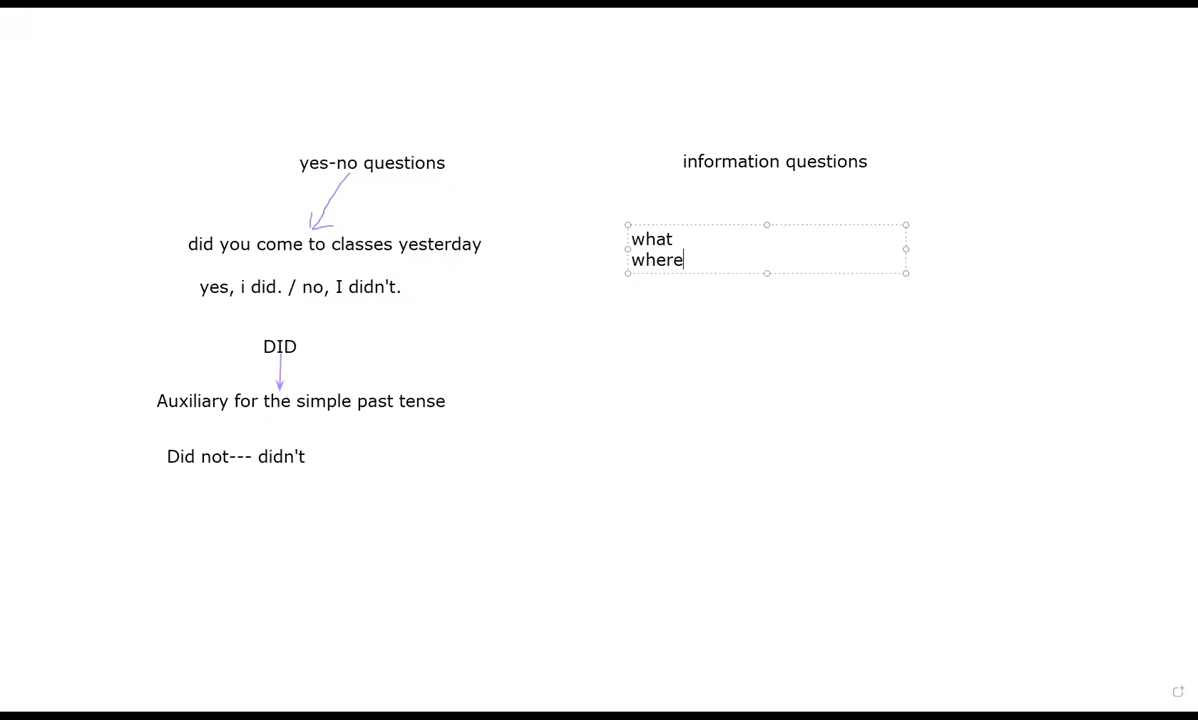 yes-no questions
did you come to classes yesterday
yes, i did. / no, I didn't.
DID
Auxiliary for the simple past tense
Did not--- didn't
information questions
what
where